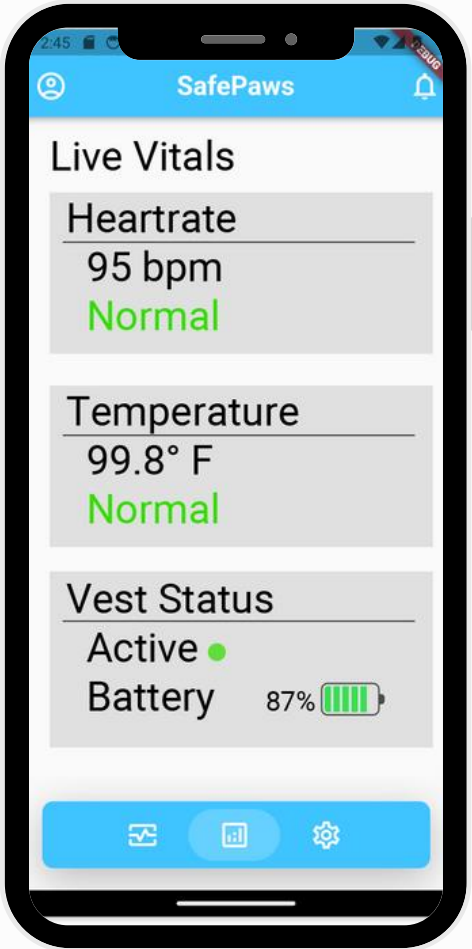 2:45
DEBUG
SafePaws
Live Vitals
Heartrate
95 bpm
Normal
Temperature
99.8° F
Normal
Vest Status
Active
Battery 87%